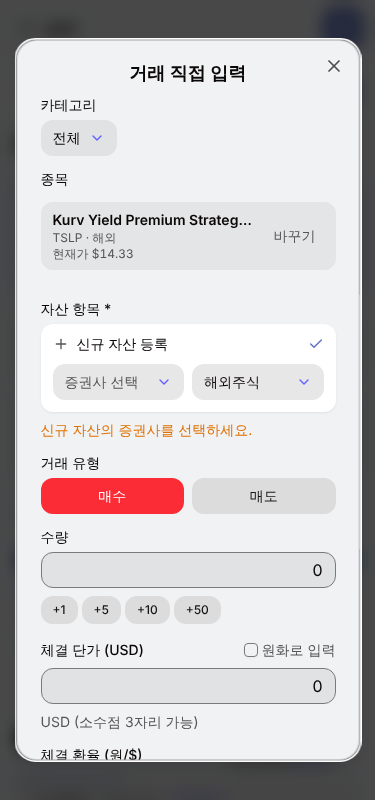 거래 직접 입력
카테고리
전체
종목
Kurv Yield Premium Strateg...
TSLP · 해외
현재가 $14.33
바꾸기
자산 항목 *
+ 신규 자산 등록
증권사 선택
해외주식
신규 자산의 증권사를 선택하세요.
거래 유형
매수
매도
수량
0
+1
+5
+10
+50
체결 단가 (USD)
원화로 입력
0
USD (소수점 3자리 가능)
체결 환율 (원/$)